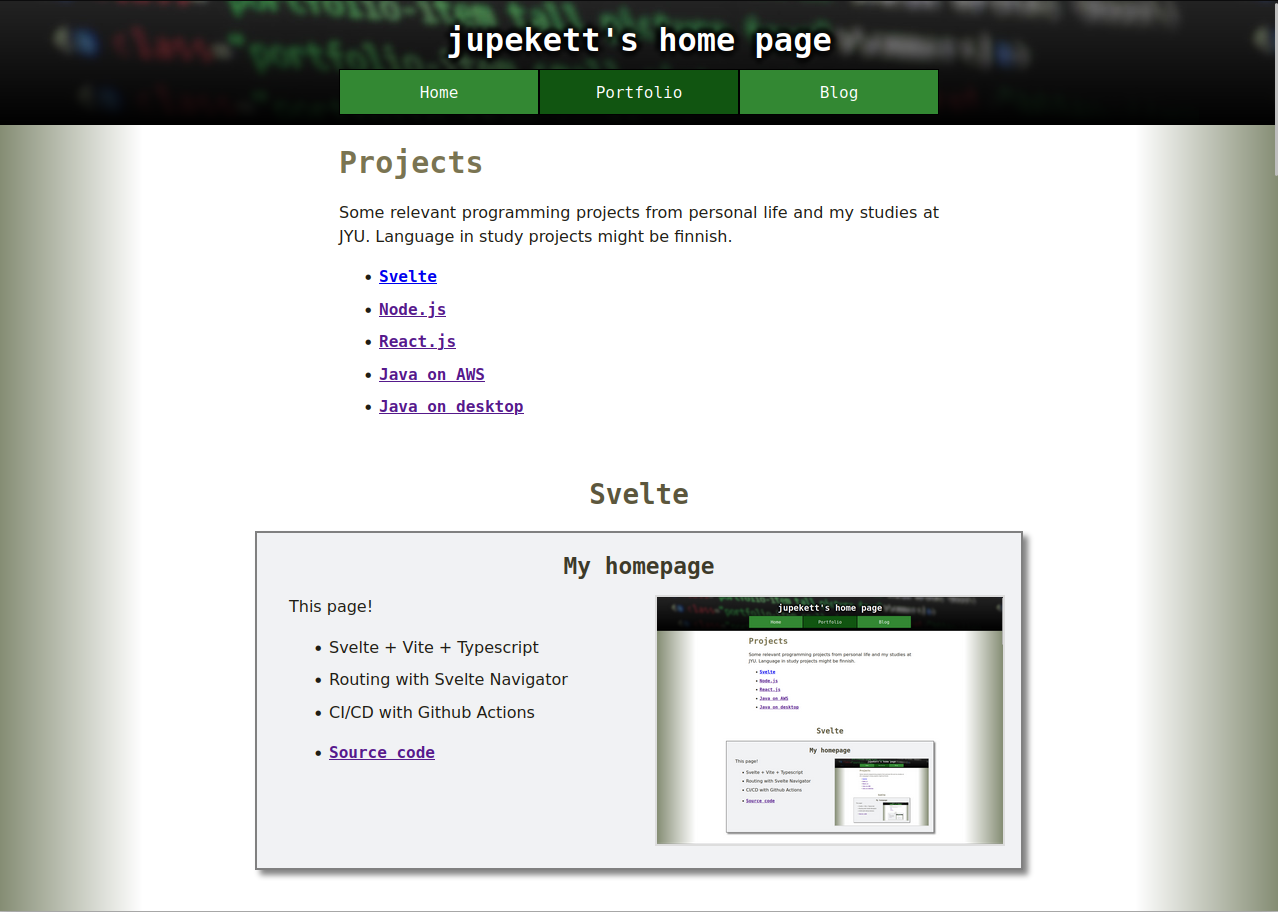 jupekett's home page
Home Portfolio Blog
Projects
Some relevant programming projects from personal life and my studies at
JYU. Language in study projects might be finnish.
• Svelte
• Node.js
• React.js
• Java on AWS
• Java on desktop
Svelte
My homepage
This page!
• Svelte + Vite + Typescript
• Routing with Svelte Navigator
• CI/CD with Github Actions
• Source code
jupekett's home page
Home Portfolio Blog
Projects
Some relevant programming projects from personal life and my studies at
JYU. Language in study projects might be finnish.
• Svelte
• Node.js
• React.js
• Java on AWS
• Java on desktop
Svelte
My homepage
This page!
• Svelte + Vite + Typescript
• Routing with Svelte Navigator
• CI/CD with Github Actions
• Source code